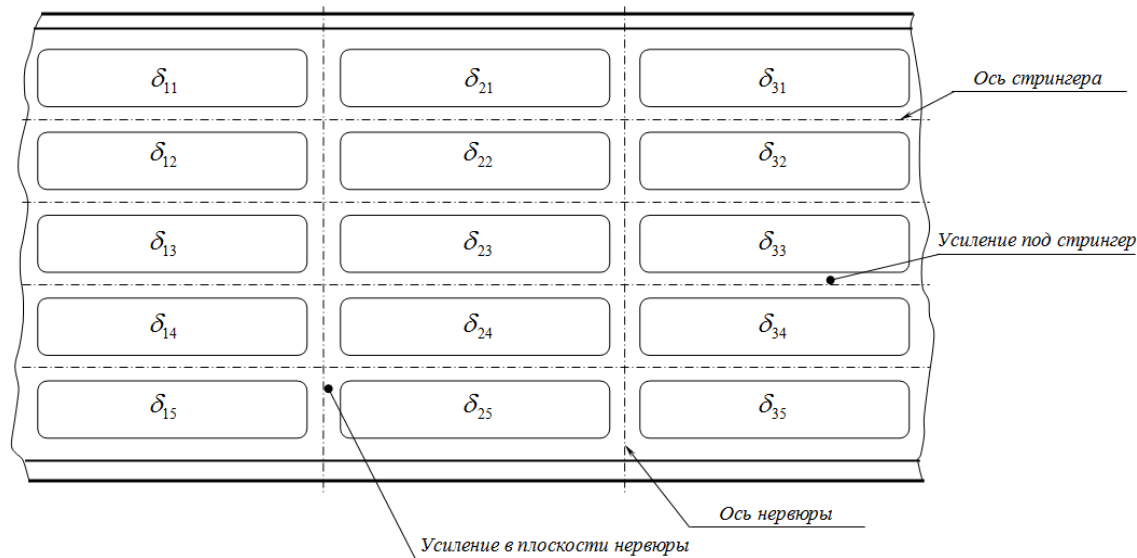 δ11 δ21 δ31
Ось стрингера
δ12 δ22 δ32
δ13 δ23 δ33
Усиление под стрингер
δ14 δ24 δ34
δ15 δ25 δ35
Ось нервюры
Усиление в плоскости нервюры